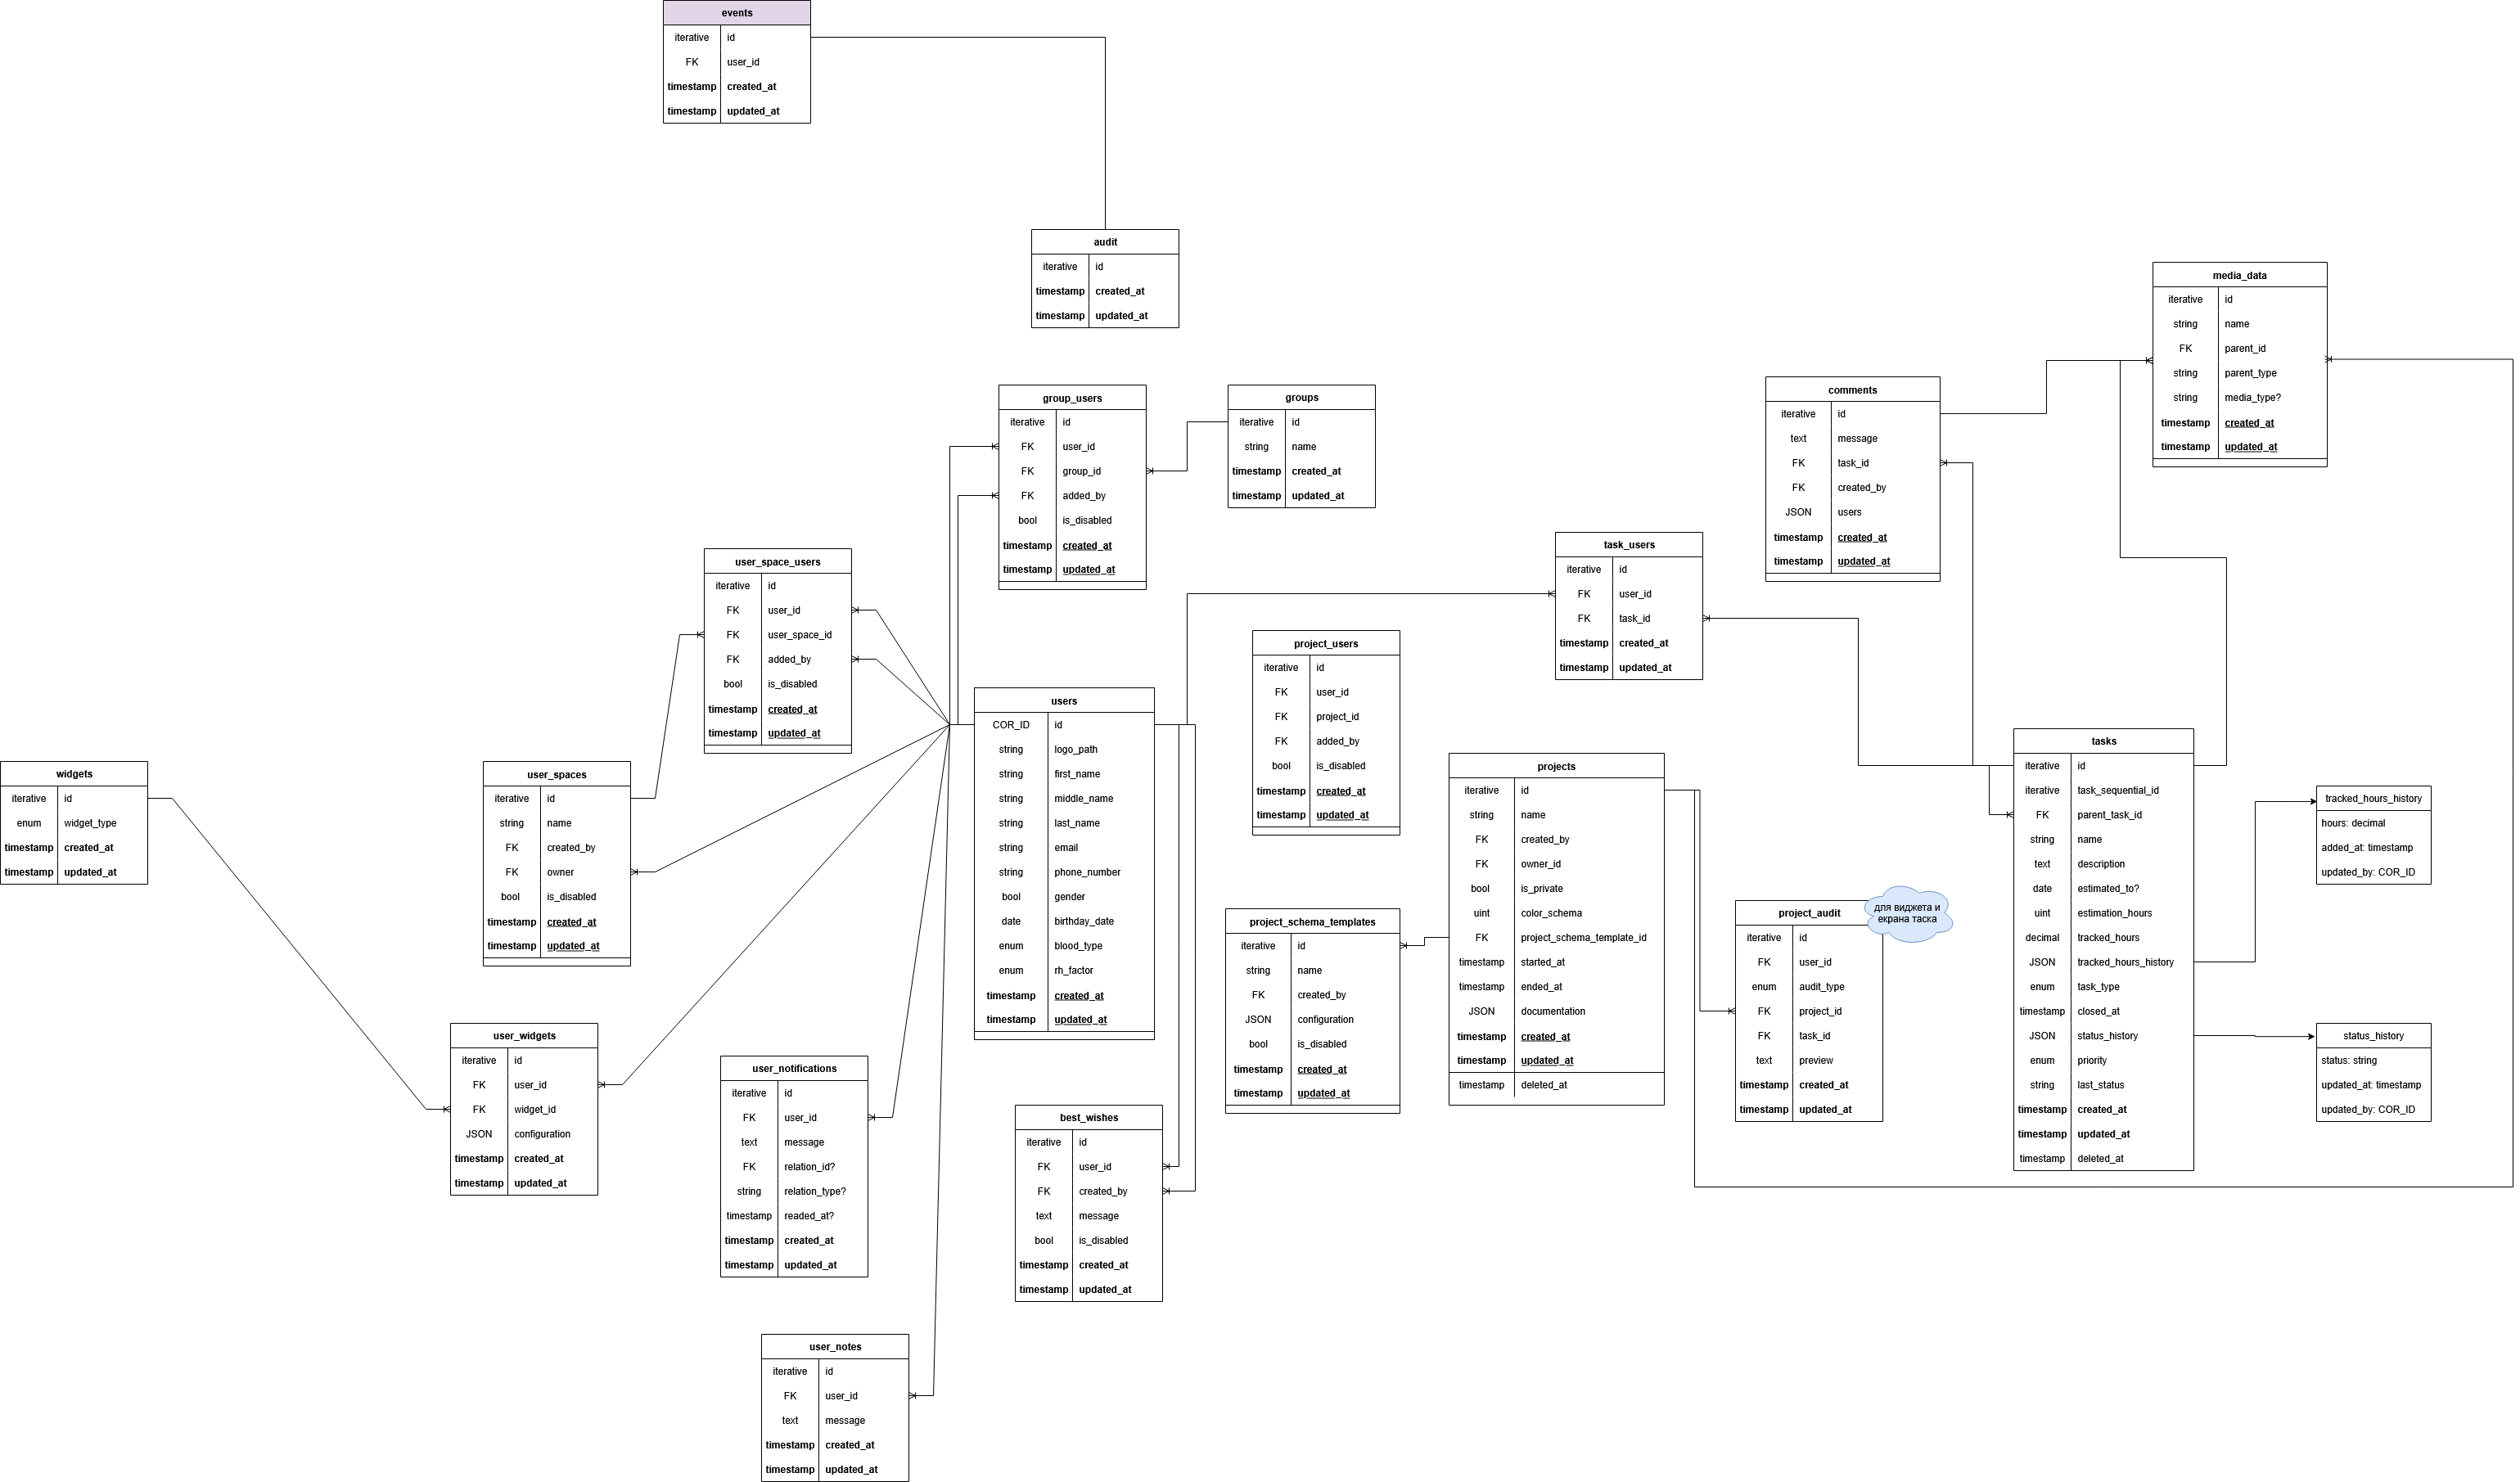 events
iterative id
FK user_id
timestamp created_at
timestamp updated_at
audit
iterative id
timestamp created_at
timestamp updated_at
media_data
iterative id
string name
FK parent_id
string parent_type
string media_type?
timestamp created_at
timestamp updated_at
group_users
iterative id
FK user_id
FK group_id
FK added_by
bool is_disabled
timestamp created_at
timestamp updated_at
groups
iterative id
string name
timestamp created_at
timestamp updated_at
comments
iterative id
text message
FK task_id
FK created_by
JSON users
timestamp created_at
timestamp updated_at
user_space_users
iterative id
FK user_id
FK user_space_id
FK added_by
bool is_disabled
timestamp created_at
timestamp updated_at
task_users
iterative id
FK user_id
FK task_id
timestamp created_at
timestamp updated_at
project_users
iterative id
FK user_id
FK project_id
FK added_by
bool is_disabled
timestamp created_at
timestamp updated_at
users
COR_ID id
string logo_path
string first_name
string middle_name
string last_name
string email
string phone_number
bool gender
date birthday_date
enum blood_type
enum rh_factor
timestamp created_at
timestamp updated_at
widgets
iterative id
enum widget_type
timestamp created_at
timestamp updated_at
user_spaces
iterative id
string name
FK created_by
FK owner
bool is_disabled
timestamp created_at
timestamp updated_at
projects
iterative id
string name
FK created_by
FK owner_id
bool is_private
uint color_schema
FK project_schema_template_id
timestamp started_at
timestamp ended_at
JSON documentation
timestamp created_at
timestamp updated_at
timestamp deleted_at
tasks
iterative id
iterative task_sequential_id
FK parent_task_id
string name
text description
date estimated_to?
uint estimation_hours
decimal tracked_hours
JSON tracked_hours_history
enum task_type
timestamp closed_at
JSON status_history
enum priority
string last_status
timestamp created_at
timestamp updated_at
timestamp deleted_at
tracked_hours_history
hours: decimal
added_at: timestamp
updated_by: COR_ID
project_schema_templates
iterative id
string name
FK created_by
JSON configuration
bool is_disabled
timestamp created_at
timestamp updated_at
project_audit
iterative id
FK user_id
enum audit_type
FK project_id
FK task_id
text preview
timestamp created_at
timestamp updated_at
для виджета и
екрана таска
status_history
status: string
updated_at: timestamp
updated_by: COR_ID
user_widgets
iterative id
FK user_id
FK widget_id
JSON configuration
timestamp created_at
timestamp updated_at
user_notifications
iterative id
FK user_id
text message
FK relation_id?
string relation_type?
timestamp readed_at?
timestamp created_at
timestamp updated_at
best_wishes
iterative id
FK user_id
FK created_by
text message
bool is_disabled
timestamp created_at
timestamp updated_at
user_notes
iterative id
FK user_id
text message
timestamp created_at
timestamp updated_at